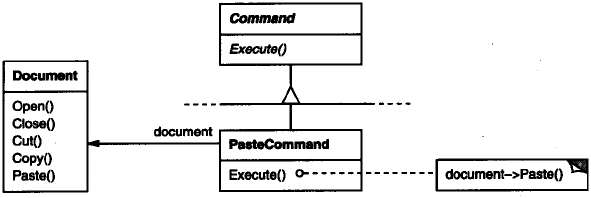 Command
Execute()
Document
Open()
Close()
Cut()
Copy()
Paste()
document
PasteCommand
Execute()
document->Paste()